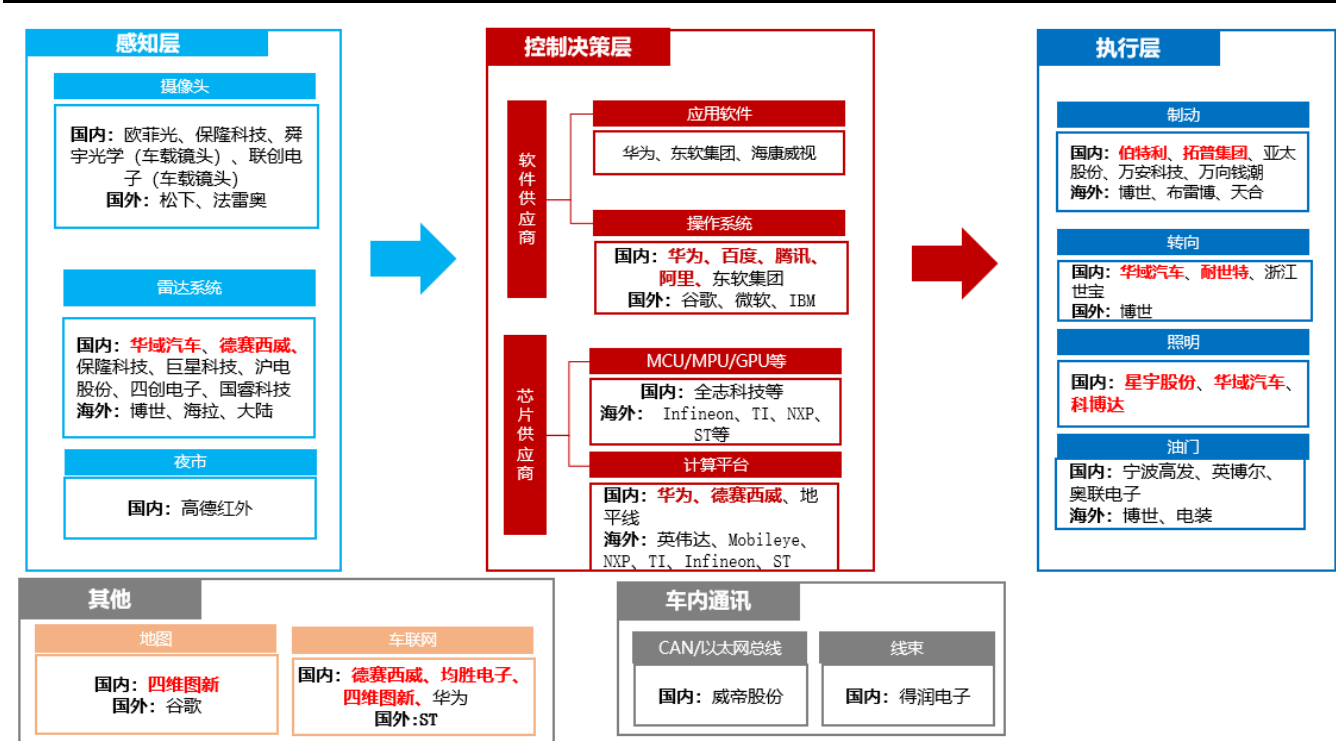 感知层
摄像头
国内：欧菲光、保隆科技、舜
宇光学（车载镜头）、联创电
子（车载镜头）
国外：松下、法雷奥
雷达系统
国内：华域汽车、德赛西威、
保隆科技、巨星科技、沪电
股份、四创电子、国睿科技
海外：博世、海拉、大陆
夜市
国内：高德红外
控制决策层
软件供应商
应用软件
华为、东软集团、海康威视
操作系统
国内：华为、百度、腾讯、
阿里、东软集团
国外：谷歌、微软、IBM
芯片供应商
MCU/MPU/GPU等
国内：全志科技等
海外： Infineon、TI、NXP、
ST等
计算平台
国内：华为、德赛西威、地
平线
海外：英伟达、Mobileye、
NXP、TI、Infineon、ST
执行层
制动
国内：伯特利、拓普集团、亚太
股份、万安科技、万向钱潮
海外：博世、布雷博、天合
转向
国内：华域汽车、耐世特、浙江
世宝
国外：博世
照明
国内：星宇股份、华域汽车、
科博达
油门
国内：宁波高发、英博尔、
奥联电子
海外：博世、电装
其他
地图
国内：四维图新
国外：谷歌
车联网
国内：德赛西威、均胜电子、
四维图新、华为
国外:ST
车内通讯
CAN/以太网总线
国内：威帝股份
线束
国内：得润电子